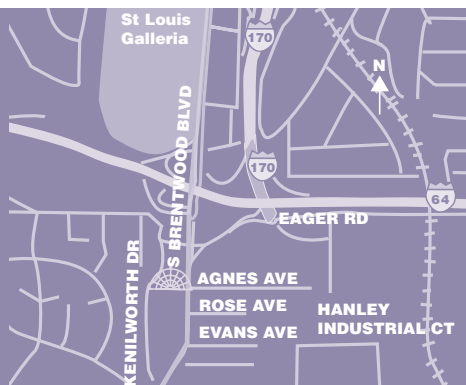 St Louis
Galleria
170
N
S BRENTWOOD BLVD
170
64
EAGER RD
KENILWORTH DR
AGNES AVE
ROSE AVE
EVANS AVE
HANLEY
INDUSTRIAL CT